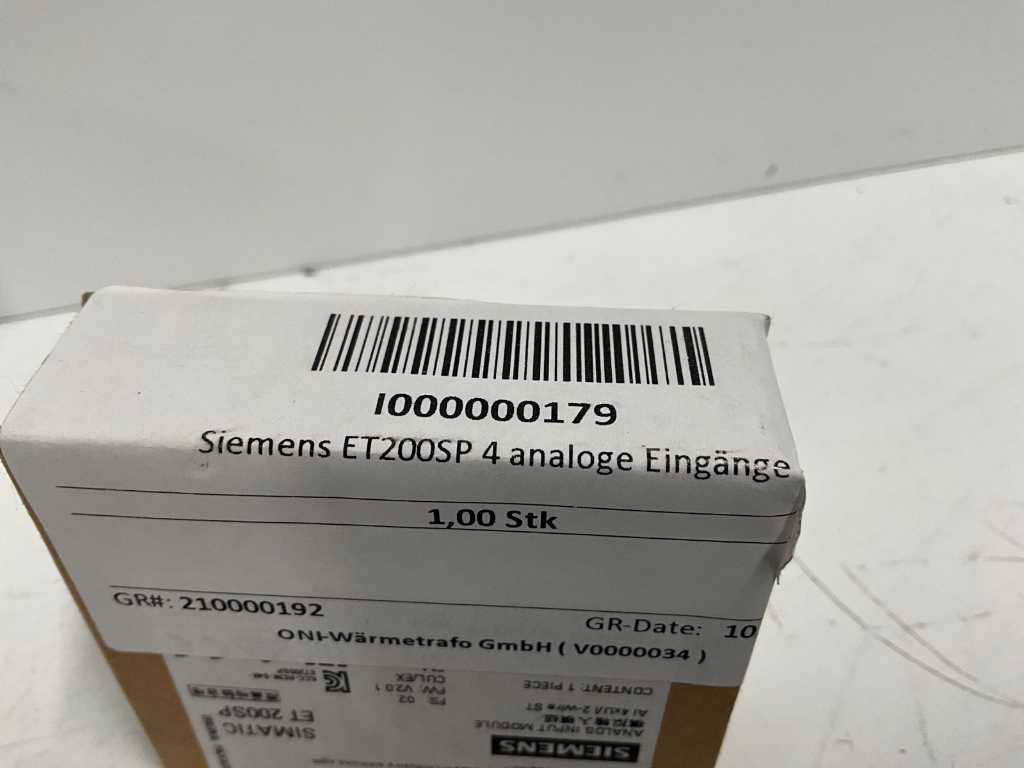 I000000179
Siemens ET200SP 4 analoge Eingänge
1,00 Stk
GR#: 210000192
GR-Date: 10
ONI-Wärmetrafo GmbH ( V0000034 )
SIEMENS
ANALOG INPUT MODULE
AI 4xU/I 2-wire ST
CONTENT: 1 PIECE
SIMATIC
ET 200SP
FS: 02
FW: V2.0.1
CULEX